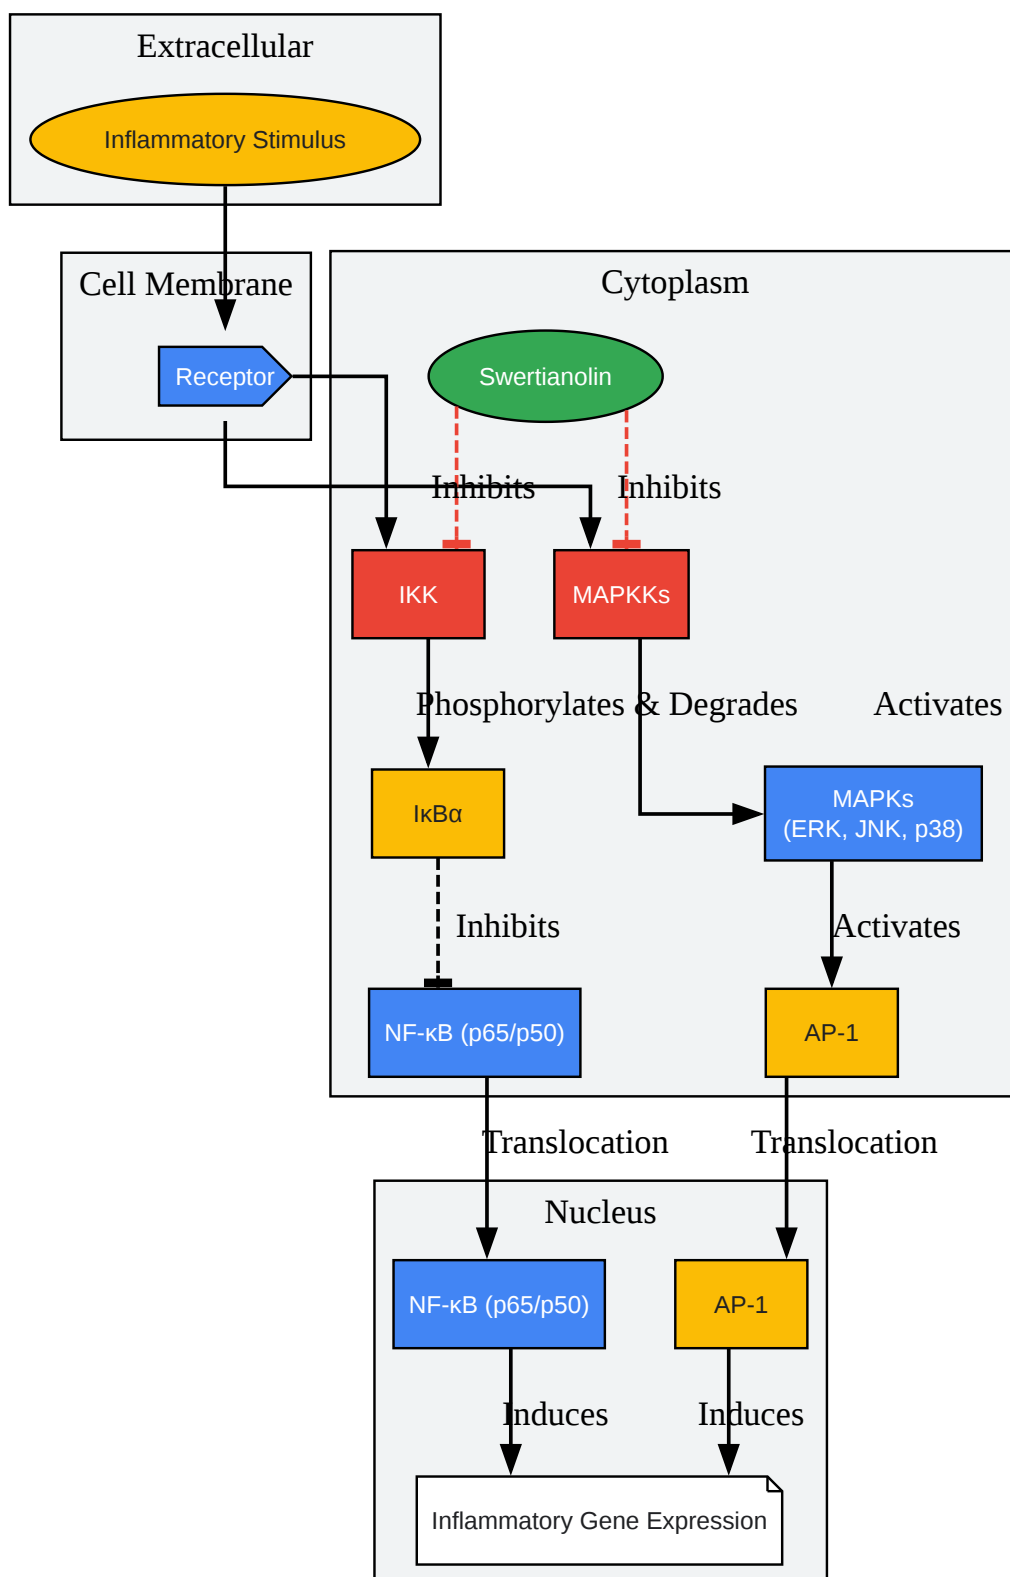 Extracellular
Inflammatory Stimulus
Cell Membrane
Cytoplasm
Receptor
Swertianolin
Inhibits
Inhibits
IKK
MAPKKs
Phosphorylates & Degrades
Activates
IκBα
MAPKs
(ERK, JNK, p38)
Inhibits
Activates
NF-κB (p65/p50)
AP-1
Translocation
Translocation
Nucleus
NF-κB (p65/p50)
AP-1
Induces
Induces
Inflammatory Gene Expression